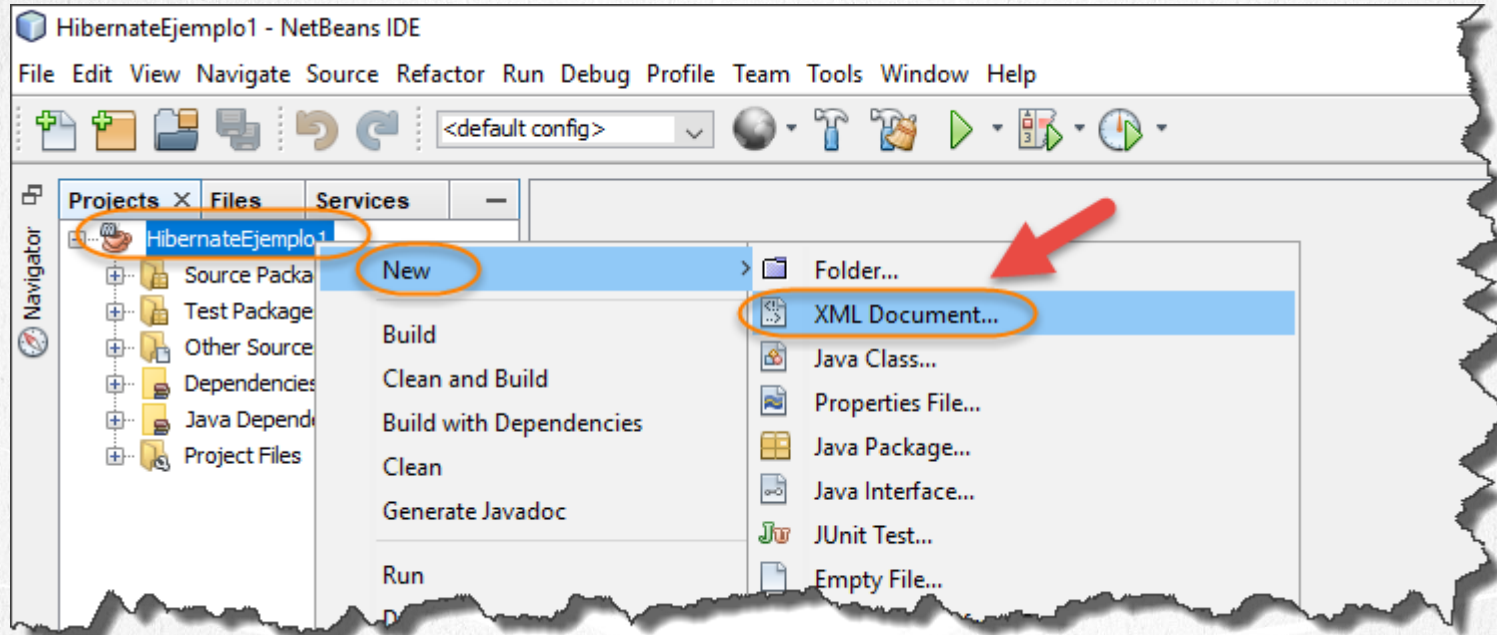 HibernateEjemplo1 - NetBeans IDE
File Edit View Navigate Source Refactor Run Debug Profile Team Tools Window Help
<default config>
Projects Files Services
Navigator
HibernateEjemplo1
Source Packa
Test Package
Other Source
Dependencies
Java Depend
Project Files
New
Build
Clean and Build
Build with Dependencies
Clean
Generate Javadoc
Run
Folder...
XML Document...
Java Class...
Properties File...
Java Package...
Java Interface...
JUnit Test...
Empty File...